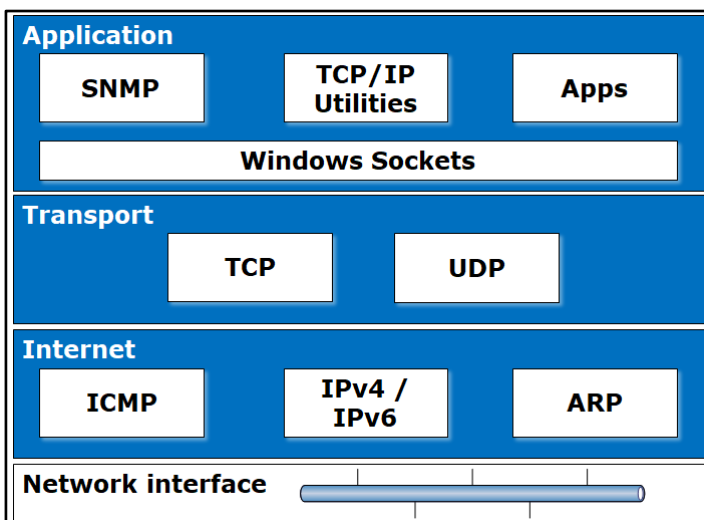 Application
SNMP
TCP/IP
Utilities
Apps
Windows Sockets
Transport
TCP
UDP
Internet
ICMP
IPv4 /
IPv6
ARP
Network interface